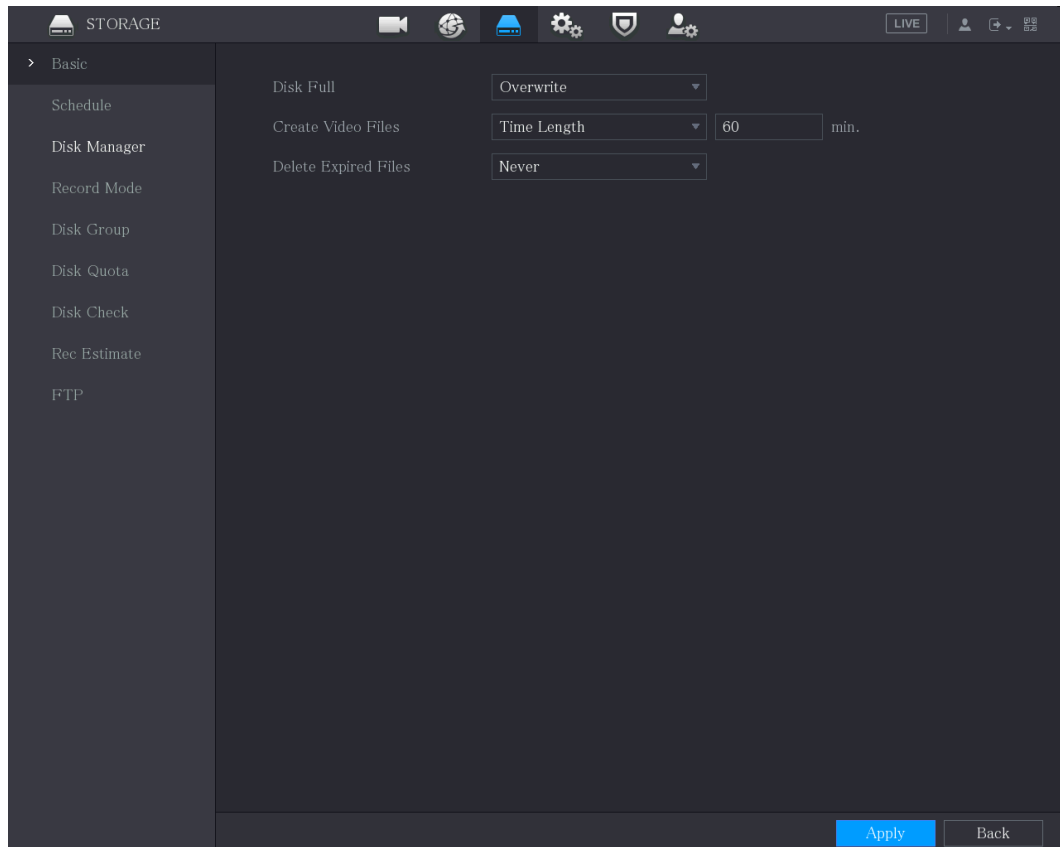 STORAGE
LIVE
Basic
Schedule
Disk Manager
Record Mode
Disk Group
Disk Quota
Disk Check
Rec Estimate
FTP
Disk Full Overwrite
Create Video Files Time Length 60 min.
Delete Expired Files Never
Apply Back